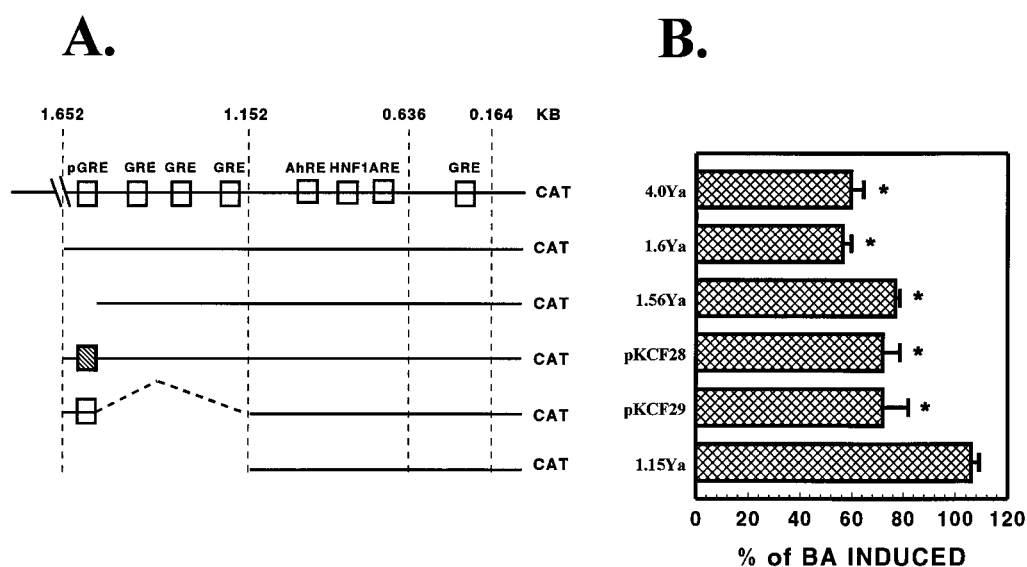 A.
B.
1.652 1.152 0.636 0.164 KB
pGRE GRE GRE GRE AhRE HNF1 ARE GRE
CAT
CAT
CAT
CAT
CAT
CAT
4.0Ya *
1.6Ya *
1.56Ya *
pKCF28 *
pKCF29 *
1.15Ya
0 20 40 60 80 100 120
% of BA INDUCED